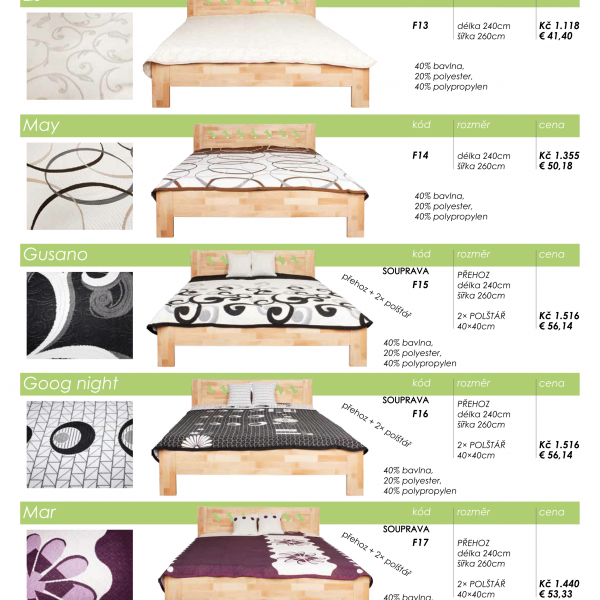 F13
délka 240cm
šířka 260cm
Kč 1.118
€ 41,40
40% bavlna,
20% polyester,
40% polypropylen
May kód rozměr cena
F14
délka 240cm
šířka 260cm
Kč 1.355
€ 50,18
40% bavlna,
20% polyester,
40% polypropylen
Gusano kód rozměr cena
přehoz + 2× polštář
SOUPRAVA
F15
PŘEHOZ
délka 240cm
šířka 260cm
2× POLŠTÁŘ
40×40cm
Kč 1.516
€ 56,14
40% bavlna,
20% polyester,
40% polypropylen
Goog night kód rozměr cena
přehoz + 2× polštář
SOUPRAVA
F16
PŘEHOZ
délka 240cm
šířka 260cm
2× POLŠTÁŘ
40×40cm
Kč 1.516
€ 56,14
40% bavlna,
20% polyester,
40% polypropylen
Mar kód rozměr cena
přehoz + 2× polštář
SOUPRAVA
F17
PŘEHOZ
délka 240cm
šířka 260cm
2× POLŠTÁŘ
40×40cm
Kč 1.440
€ 53,33
40% bavlna,